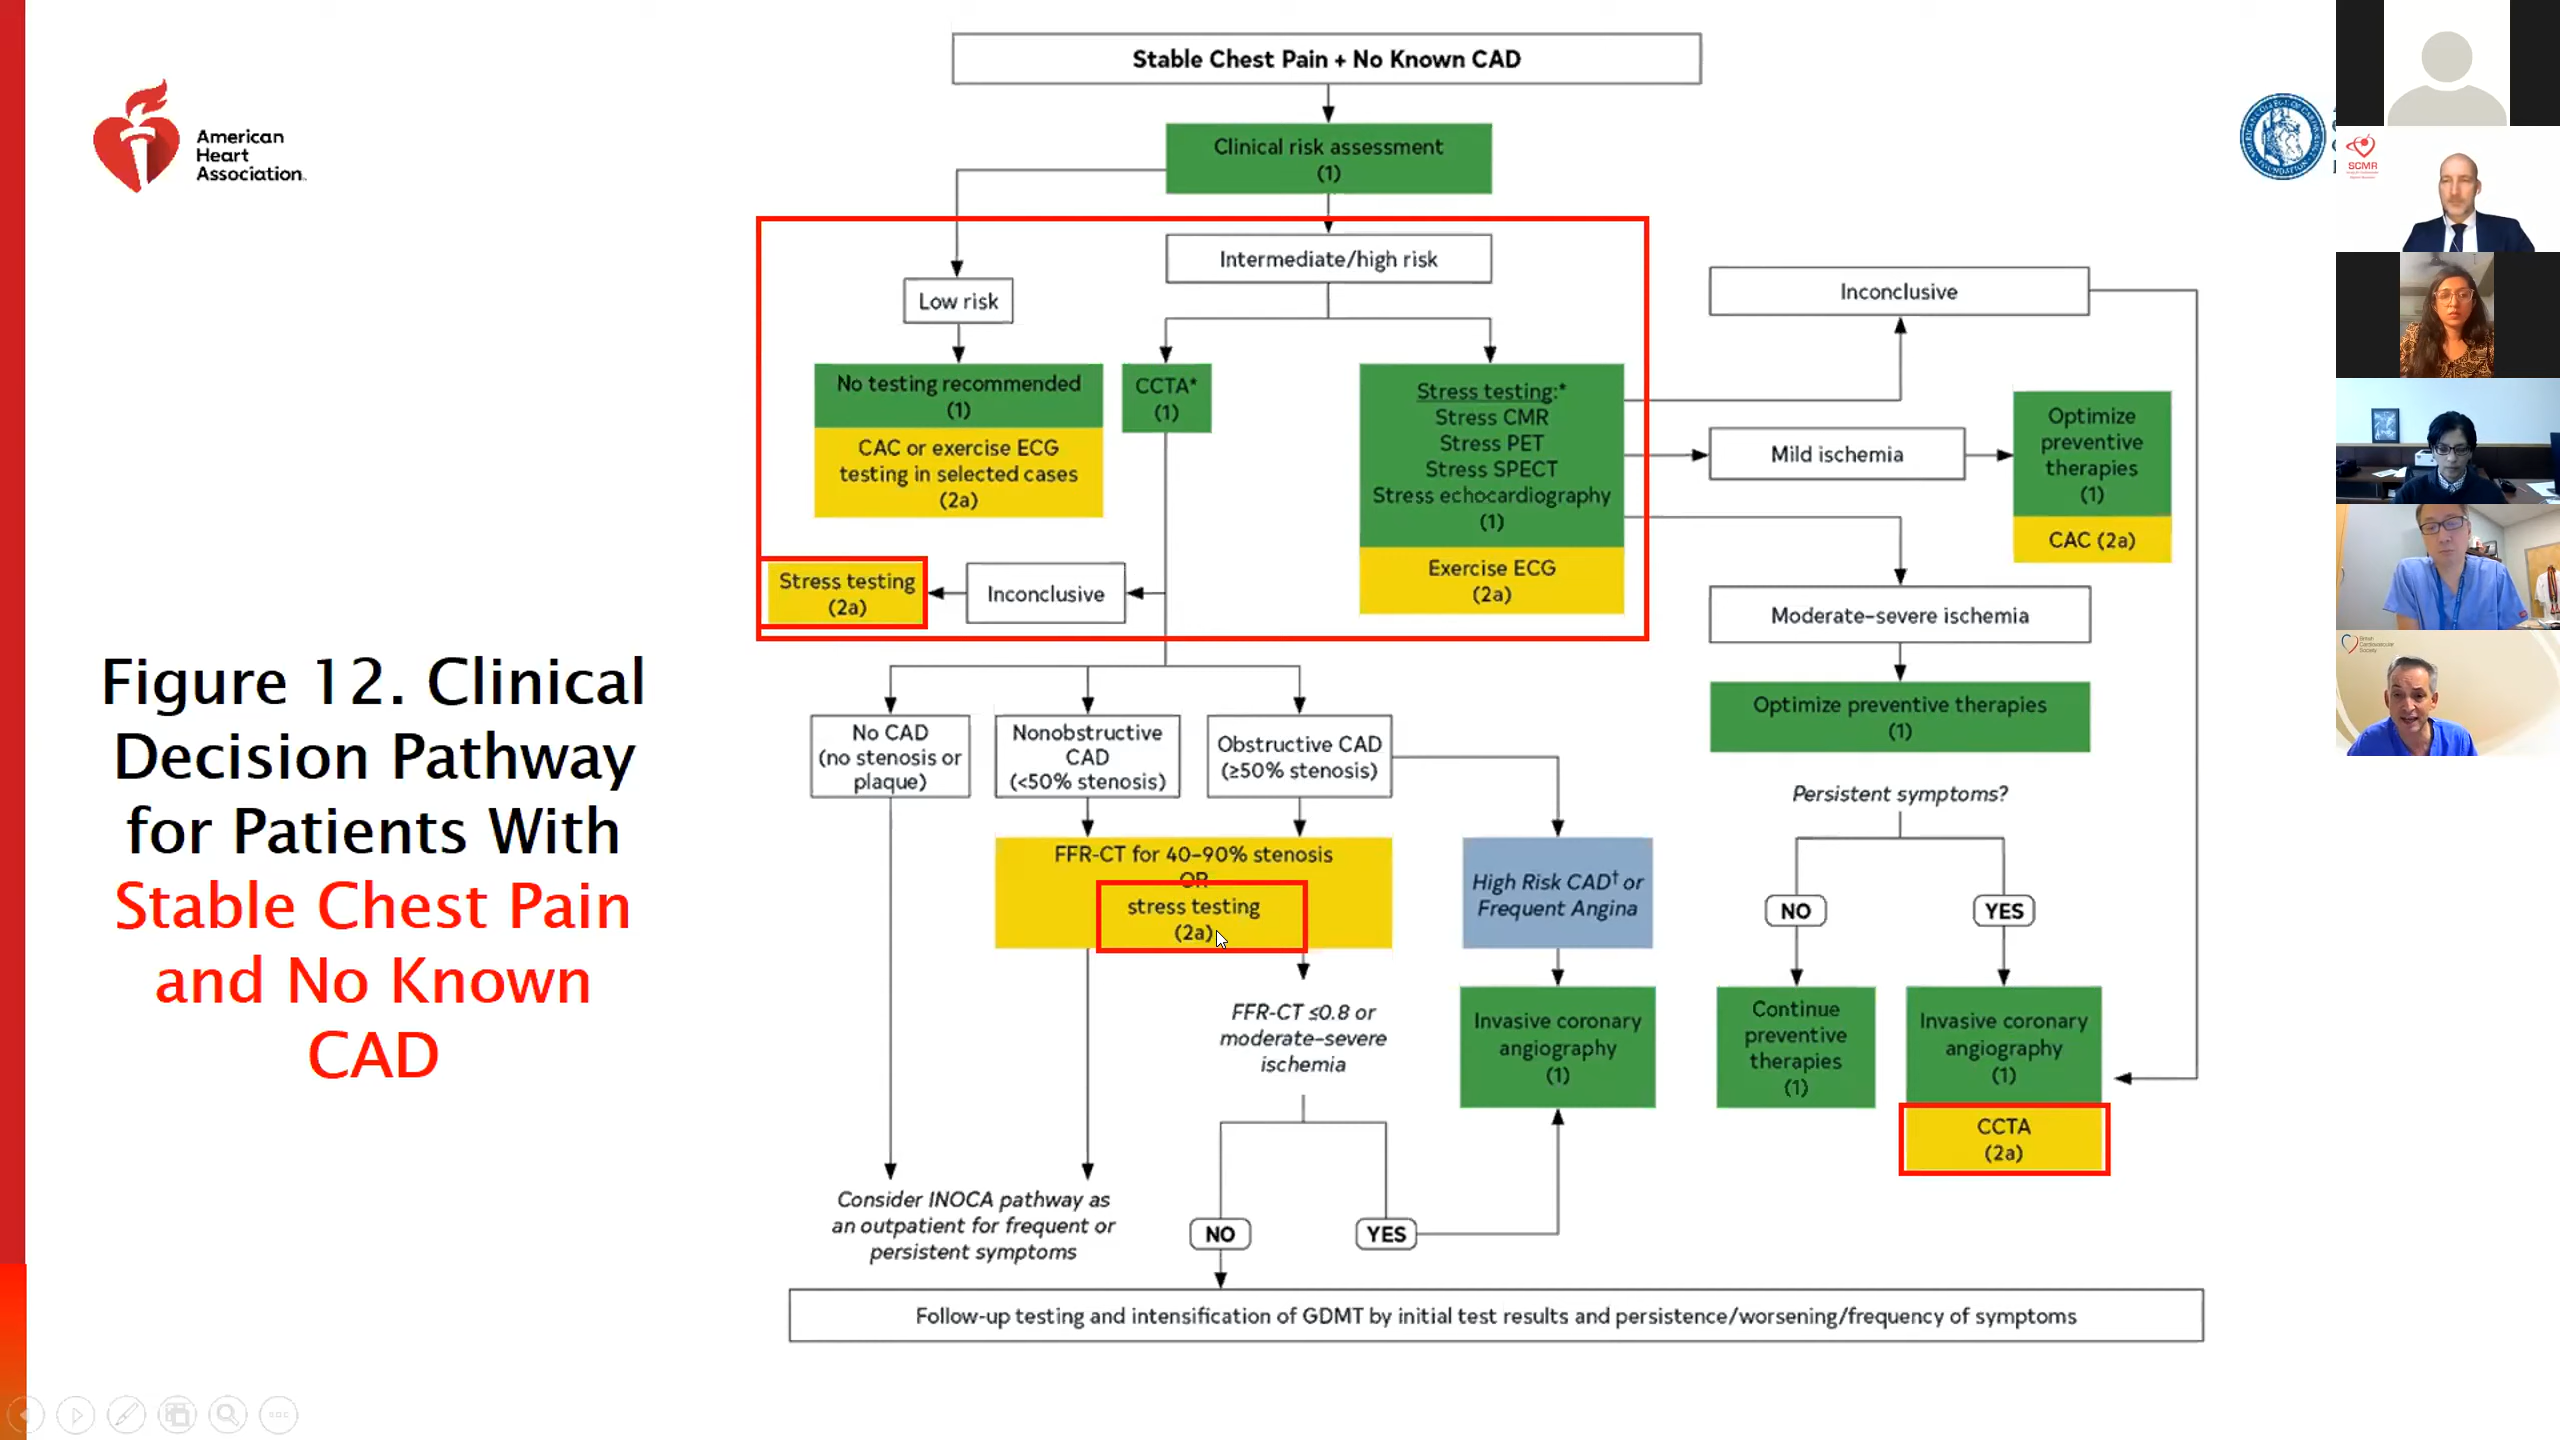 American
Heart
Association.
Figure 12. Clinical
Decision Pathway
for Patients With
Stable Chest Pain
and No Known
CAD
Stable Chest Pain + No Known CAD
Clinical risk assessment
(1)
Intermediate/high risk
Low risk
No testing recommended
(1)
CAC or exercise ECG
testing in selected cases
(2a)
CCTA*
(1)
Stress testing:*
Stress CMR
Stress PET
Stress SPECT
Stress echocardiography
(1)
Exercise ECG
(2a)
Stress testing
(2a)
Inconclusive
Inconclusive
Mild ischemia
Optimize
preventive
therapies
(1)
CAC (2a)
Moderate–severe ischemia
Optimize preventive therapies
(1)
Persistent symptoms?
NO
YES
Continue
preventive
therapies
(1)
Invasive coronary
angiography
(1)
CCTA
(2a)
No CAD
(no stenosis or
plaque)
Nonobstructive
CAD
(<50% stenosis)
Obstructive CAD
(≥50% stenosis)
FFR-CT for 40–90% stenosis
OR
stress testing
(2a)
High Risk CAD† or
Frequent Angina
FFR-CT ≤0.8 or
moderate–severe
ischemia
Invasive coronary
angiography
(1)
Consider INOCA pathway as
an outpatient for frequent or
persistent symptoms
NO
YES
Follow-up testing and intensification of GDMT by initial test results and persistence/worsening/frequency of symptoms
SCMR
British
Cardiovascular
Society